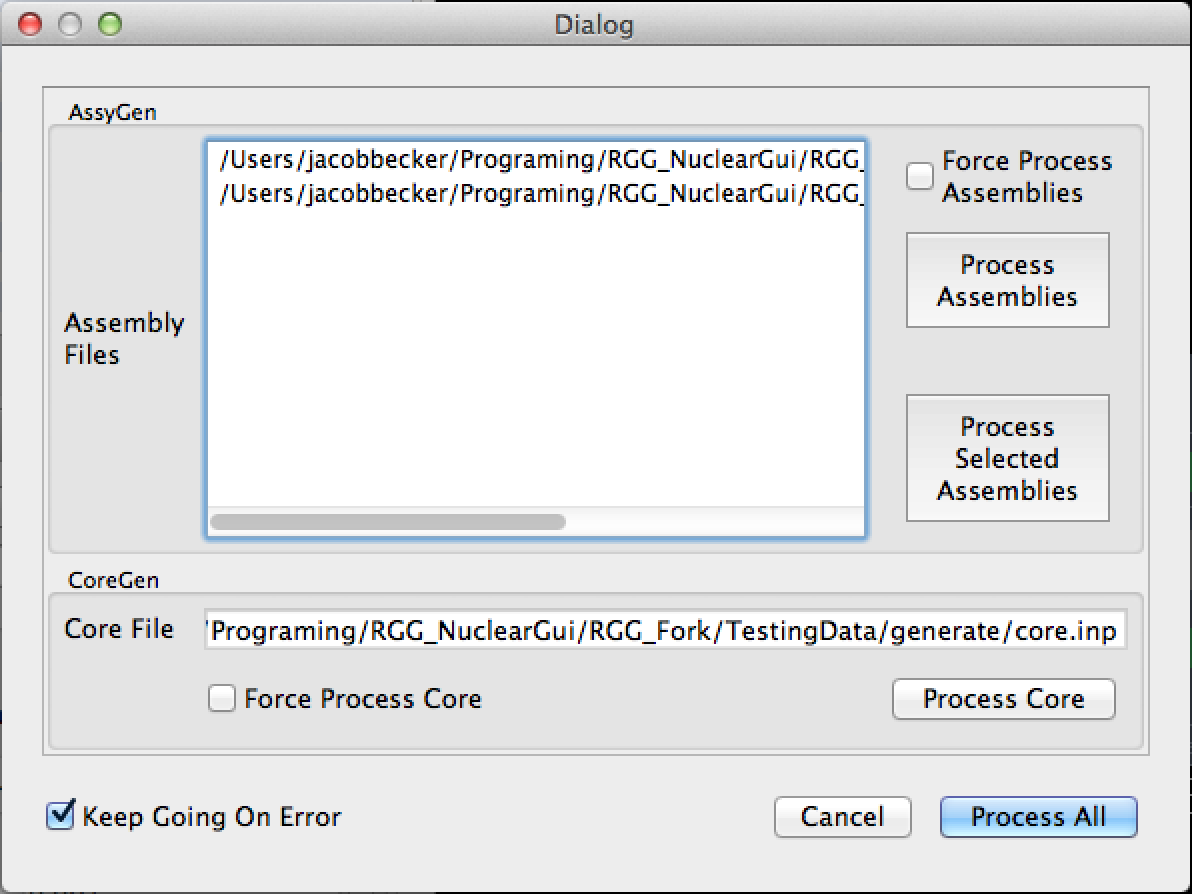 Dialog
AssyGen
/Users/jacobbecker/Programing/RGG_NuclearGui/RGG_
/Users/jacobbecker/Programing/RGG_NuclearGui/RGG_
Assembly
Files
Force Process
Assemblies
Process
Assemblies
Process
Selected
Assemblies
CoreGen
Core File
/Programing/RGG_NuclearGui/RGG_Fork/TestingData/generate/core.inp
Force Process Core
Process Core
Keep Going On Error
Cancel
Process All